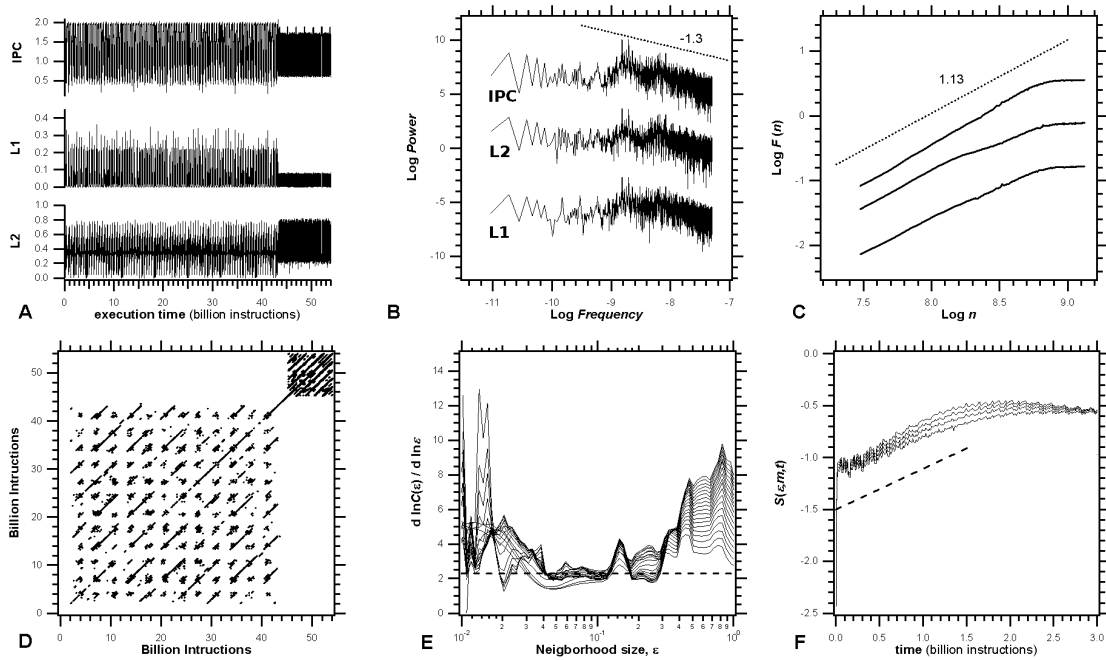 IPC
2.0
1.5
1.0
0.5
L1
0.4
0.3
0.2
0.1
0.0
L2
1.0
0.8
0.6
0.4
0.2
0.0
0 10 20 30 40 50
execution time (billion instructions)
A
Log Power
10
5
0
-5
-10
-1.3
IPC
L2
L1
-11 -10 -9 -8 -7
Log Frequency
B
Log F (n)
1
0
-1
-2
1.13
7.5 8.0 8.5 9.0
Log n
C
Billion Intructions
50
40
30
20
10
0
0 10 20 30 40 50
Billion Intructions
D
d lnC(ε) / d lnε
14
12
10
8
6
4
2
0
10-2 2 3 4 5 6 7 8 9 10-1 2 3 4 5 6 7 8 9 100
Neigborhood size, ε
E
S(ε,m,t)
0.0
-0.5
-1.0
-1.5
-2.0
-2.5
0.0 0.5 1.0 1.5 2.0 2.5 3.0
time (billion instructions)
F